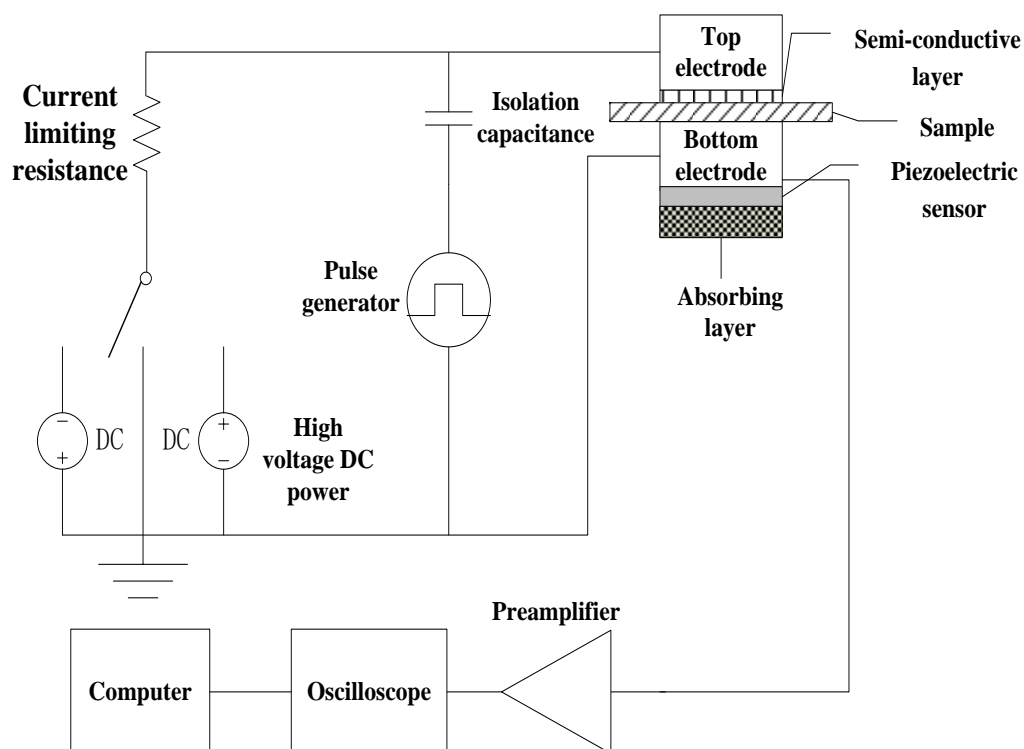 Top
electrode
Semi-conductive
layer
Current
limiting
resistance
Isolation
capacitance
Sample
Bottom
electrode
Piezoelectric
sensor
Pulse
generator
Absorbing
layer
-
+
DC
DC
+
-
High
voltage DC
power
Preamplifier
Computer
Oscilloscope